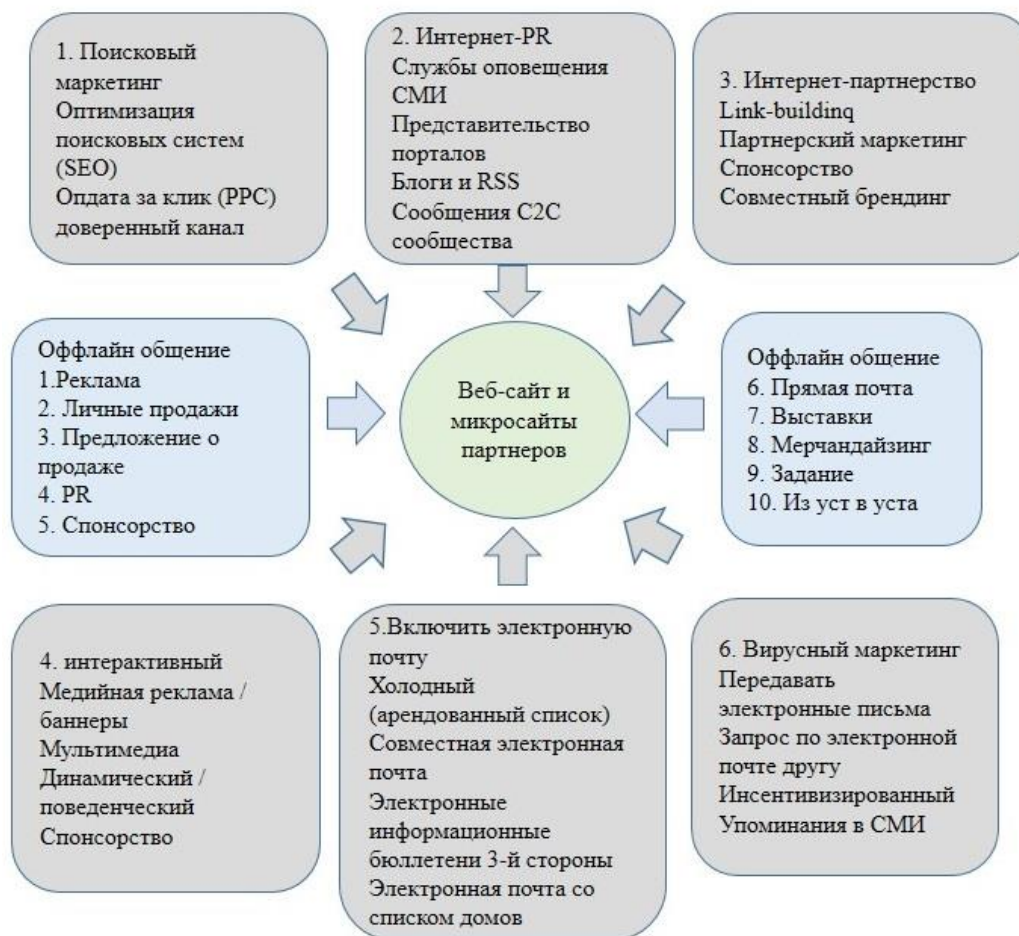 1. Поисковый
маркетинг
Оптимизация
поисковых систем
(SEO)
Опдата за клик (PPC)
доверенный канал
2. Интернет-PR
Службы оповещения
СМИ
Представительство
порталов
Блоги и RSS
Сообщения C2C
сообщества
3. Интернет-партнерство
Link-buildinq
Партнерский маркетинг
Спонсорство
Совместный брендинг
Оффлайн общение
1.Реклама
2. Личные продажи
3. Предложение о
продаже
4. PR
5. Спонсорство
Веб-сайт и
микросайты
партнеров
Оффлайн общение
6. Прямая почта
7. Выставки
8. Мерчандайзинг
9. Задание
10. Из уст в уста
4. интерактивный
Медийная реклама /
баннеры
Мультимедиа
Динамический /
поведенческий
Спонсорство
5.Включить электронную
почту
Холодный
(арендованный список)
Совместная электронная
почта
Электронные
информационные
бюллетени 3-й стороны
Электронная почта со
списком домов
6. Вирусный маркетинг
Передавать
электронные письма
Запрос по электронной
почте другу
Инсентивизированный
Упоминания в СМИ